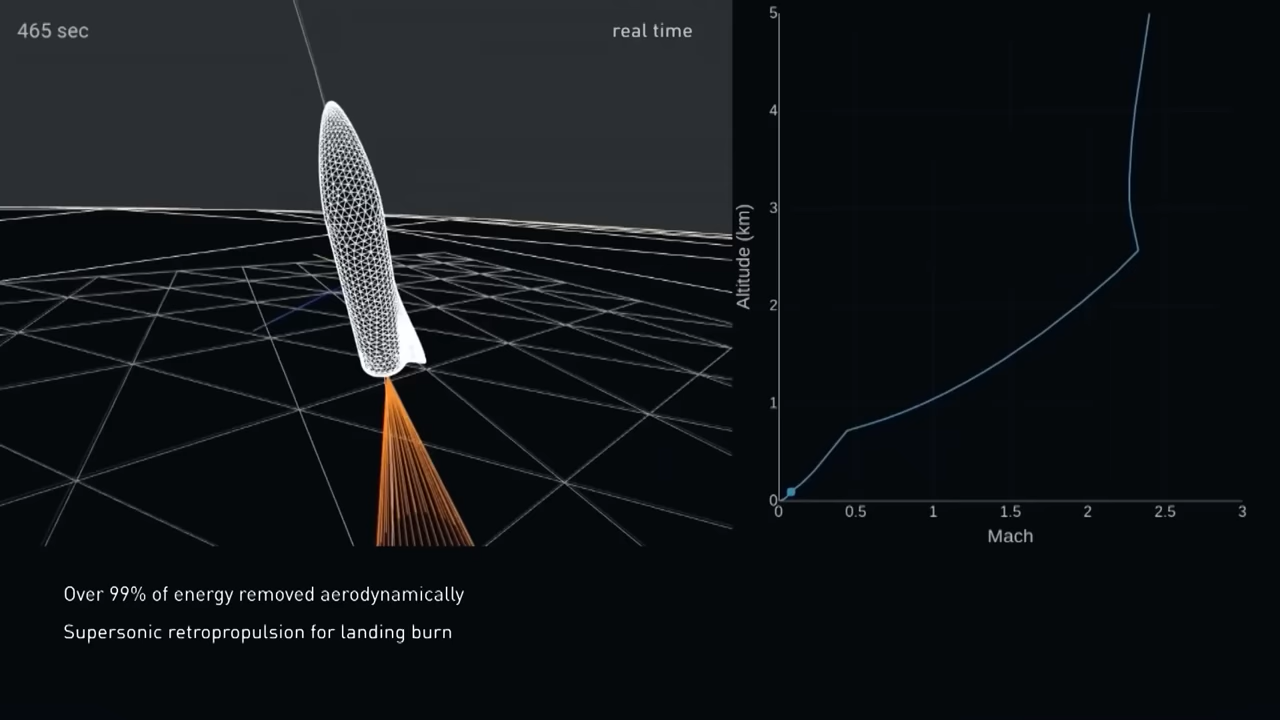 465 sec
real time
5
4
3
2
1
0
Altitude (km)
0 0.5 1 1.5 2 2.5 3
Mach
Over 99% of energy removed aerodynamically
Supersonic retropropulsion for landing burn